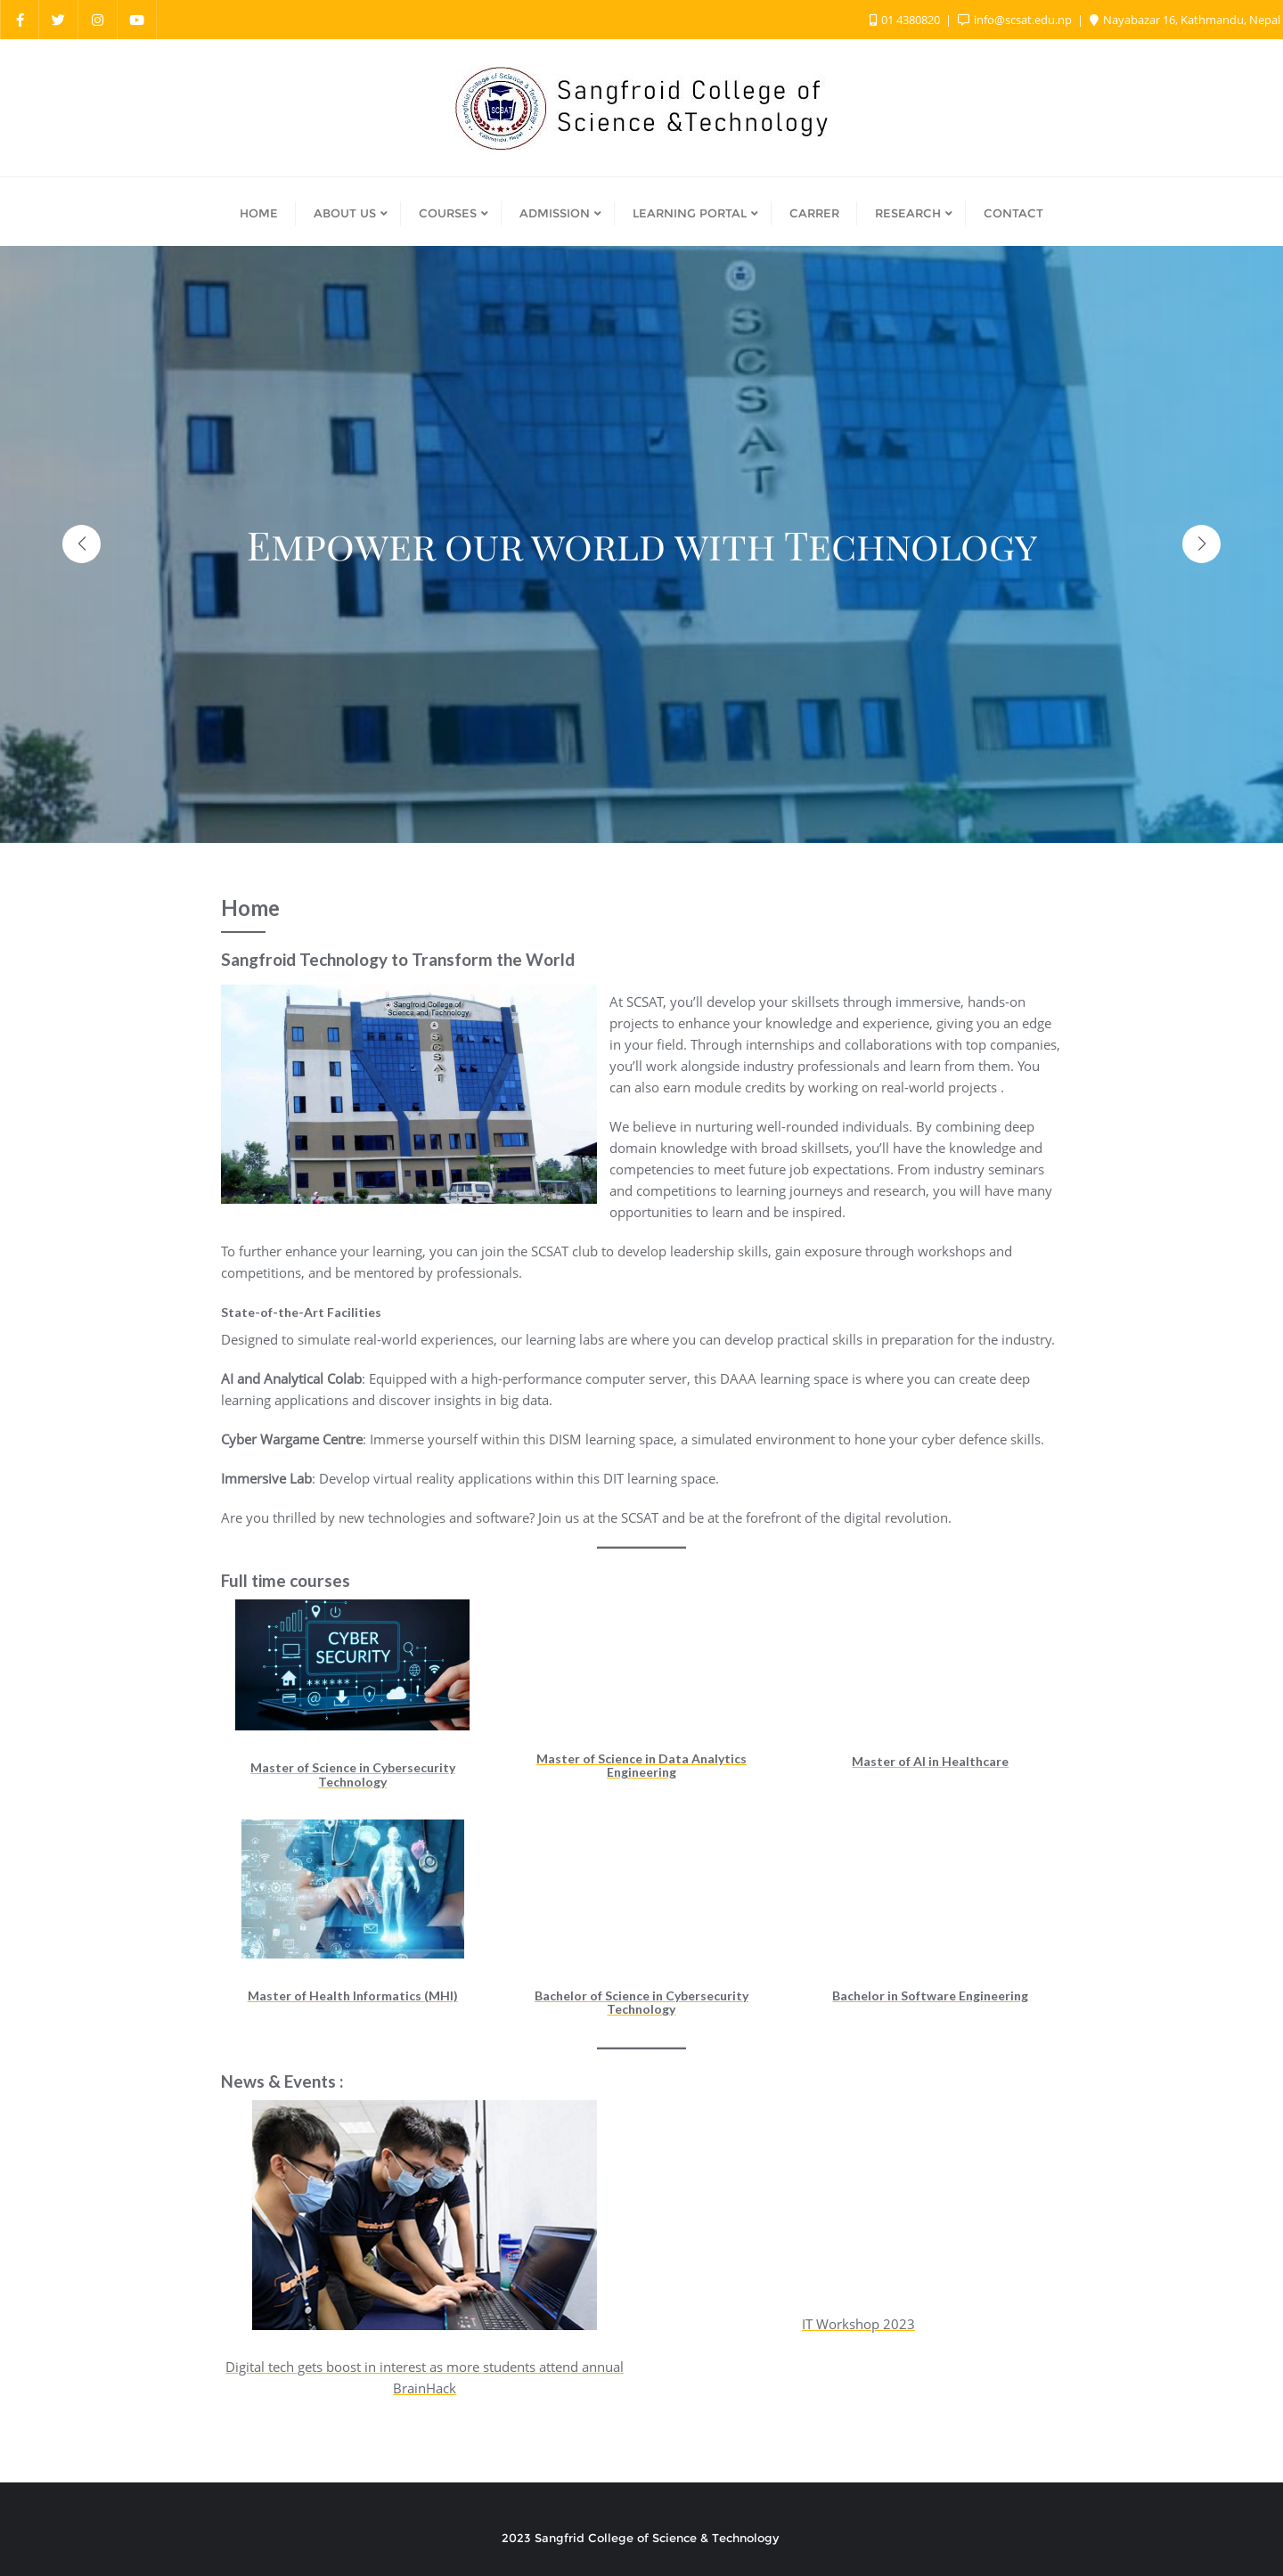 01 4380820 | info@scsat.edu.np | Nayabazar 16, Kathmandu, Nepal
SCSAT
Sangfroid College of
Science &Technology
HOME
ABOUT US
COURSES
ADMISSION
LEARNING PORTAL
CARRER
RESEARCH
CONTACT
SCSAT
Empower our world with Technology
Home
Sangfroid Technology to Transform the World
Sangfroid College of
Science and Technology
SCSAT
At SCSAT, you’ll develop your skillsets through immersive, hands-on
projects to enhance your knowledge and experience, giving you an edge
in your field. Through internships and collaborations with top companies,
you’ll work alongside industry professionals and learn from them. You
can also earn module credits by working on real-world projects .
We believe in nurturing well-rounded individuals. By combining deep
domain knowledge with broad skillsets, you’ll have the knowledge and
competencies to meet future job expectations. From industry seminars
and competitions to learning journeys and research, you will have many
opportunities to learn and be inspired.
To further enhance your learning, you can join the SCSAT club to develop leadership skills, gain exposure through workshops and
competitions, and be mentored by professionals.
State-of-the-Art Facilities
Designed to simulate real-world experiences, our learning labs are where you can develop practical skills in preparation for the industry.
AI and Analytical Colab: Equipped with a high-performance computer server, this DAAA learning space is where you can create deep
learning applications and discover insights in big data.
Cyber Wargame Centre: Immerse yourself within this DISM learning space, a simulated environment to hone your cyber defence skills.
Immersive Lab: Develop virtual reality applications within this DIT learning space.
Are you thrilled by new technologies and software? Join us at the SCSAT and be at the forefront of the digital revolution.
Full time courses
CYBER
SECURITY
Master of Science in Cybersecurity
Technology
Master of Science in Data Analytics
Engineering
Master of AI in Healthcare
Master of Health Informatics (MHI)
Bachelor of Science in Cybersecurity
Technology
Bachelor in Software Engineering
News & Events :
Digital tech gets boost in interest as more students attend annual
BrainHack
IT Workshop 2023
2023 Sangfrid College of Science & Technology